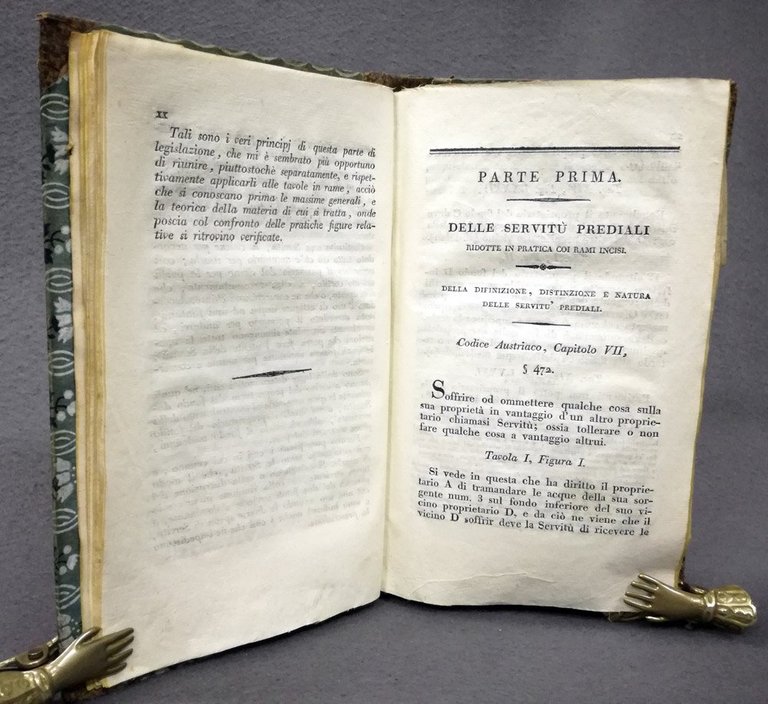 xx
Tali sono i veri principj di questa parte di
legislazione, che mi è sembrato più opportuno
di riunire, piuttostochè separatamente, e rispet-
tivamente applicarli alle tavole in rame, acciò
che si conoscano prima le massime generali, e
la teorica della materia di cui si tratta, onde
poscia col confronto delle pratiche figure rela-
tive si ritrovino verificate.
PARTE PRIMA.
DELLE SERVITÙ PREDIALI
RIDOTTE IN PRATICA COI RAMI INCISI.
DELLA DIFINIZIONE, DISTINZIONE E NATURA
DELLE SERVITU' PREDIALI.
Codice Austriaco, Capitolo VII,
§ 472.
Soffrire od ommettere qualche cosa sulla
sua proprietà in vantaggio d'un altro proprie-
tario chiamasi Servitù; ossia tollerare o non
fare qualche cosa a vantaggio altrui.
Tavola I, Figura I.
Si vede in questa che ha diritto il proprie-
tario A di tramandare le acque della sua sor-
gente num. 3 sul fondo inferiore del suo vi-
cino proprietario D, e da ciò ne viene che il
vicino D soffrir deve la Servitù di ricevere le